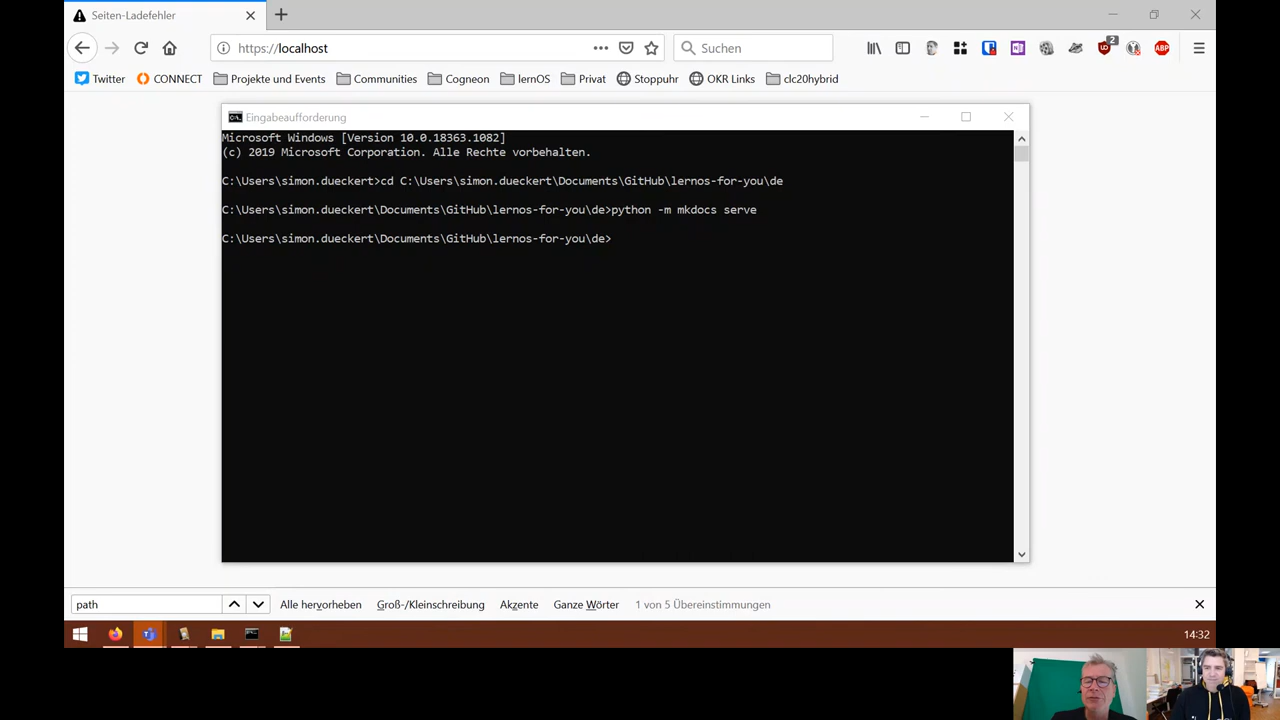 Seiten-Ladefehler
https://localhost
Suchen
2
ABP
Twitter CONNECT Projekte und Events Communities Cogneon lernOS Privat Stoppuhr OKR Links clc20hybrid
Eingabeaufforderung
Microsoft Windows [Version 10.0.18363.1082]
(c) 2019 Microsoft Corporation. Alle Rechte vorbehalten.
C:\Users\simon.dueckert>cd C:\Users\simon.dueckert\Documents\GitHub\lernos-for-you\de
C:\Users\simon.dueckert\Documents\GitHub\lernos-for-you\de>python -m mkdocs serve
C:\Users\simon.dueckert\Documents\GitHub\lernos-for-you\de>
path Alle hervorheben Groß-/Kleinschreibung Akzente Ganze Wörter 1 von 5 Übereinstimmungen
14:32